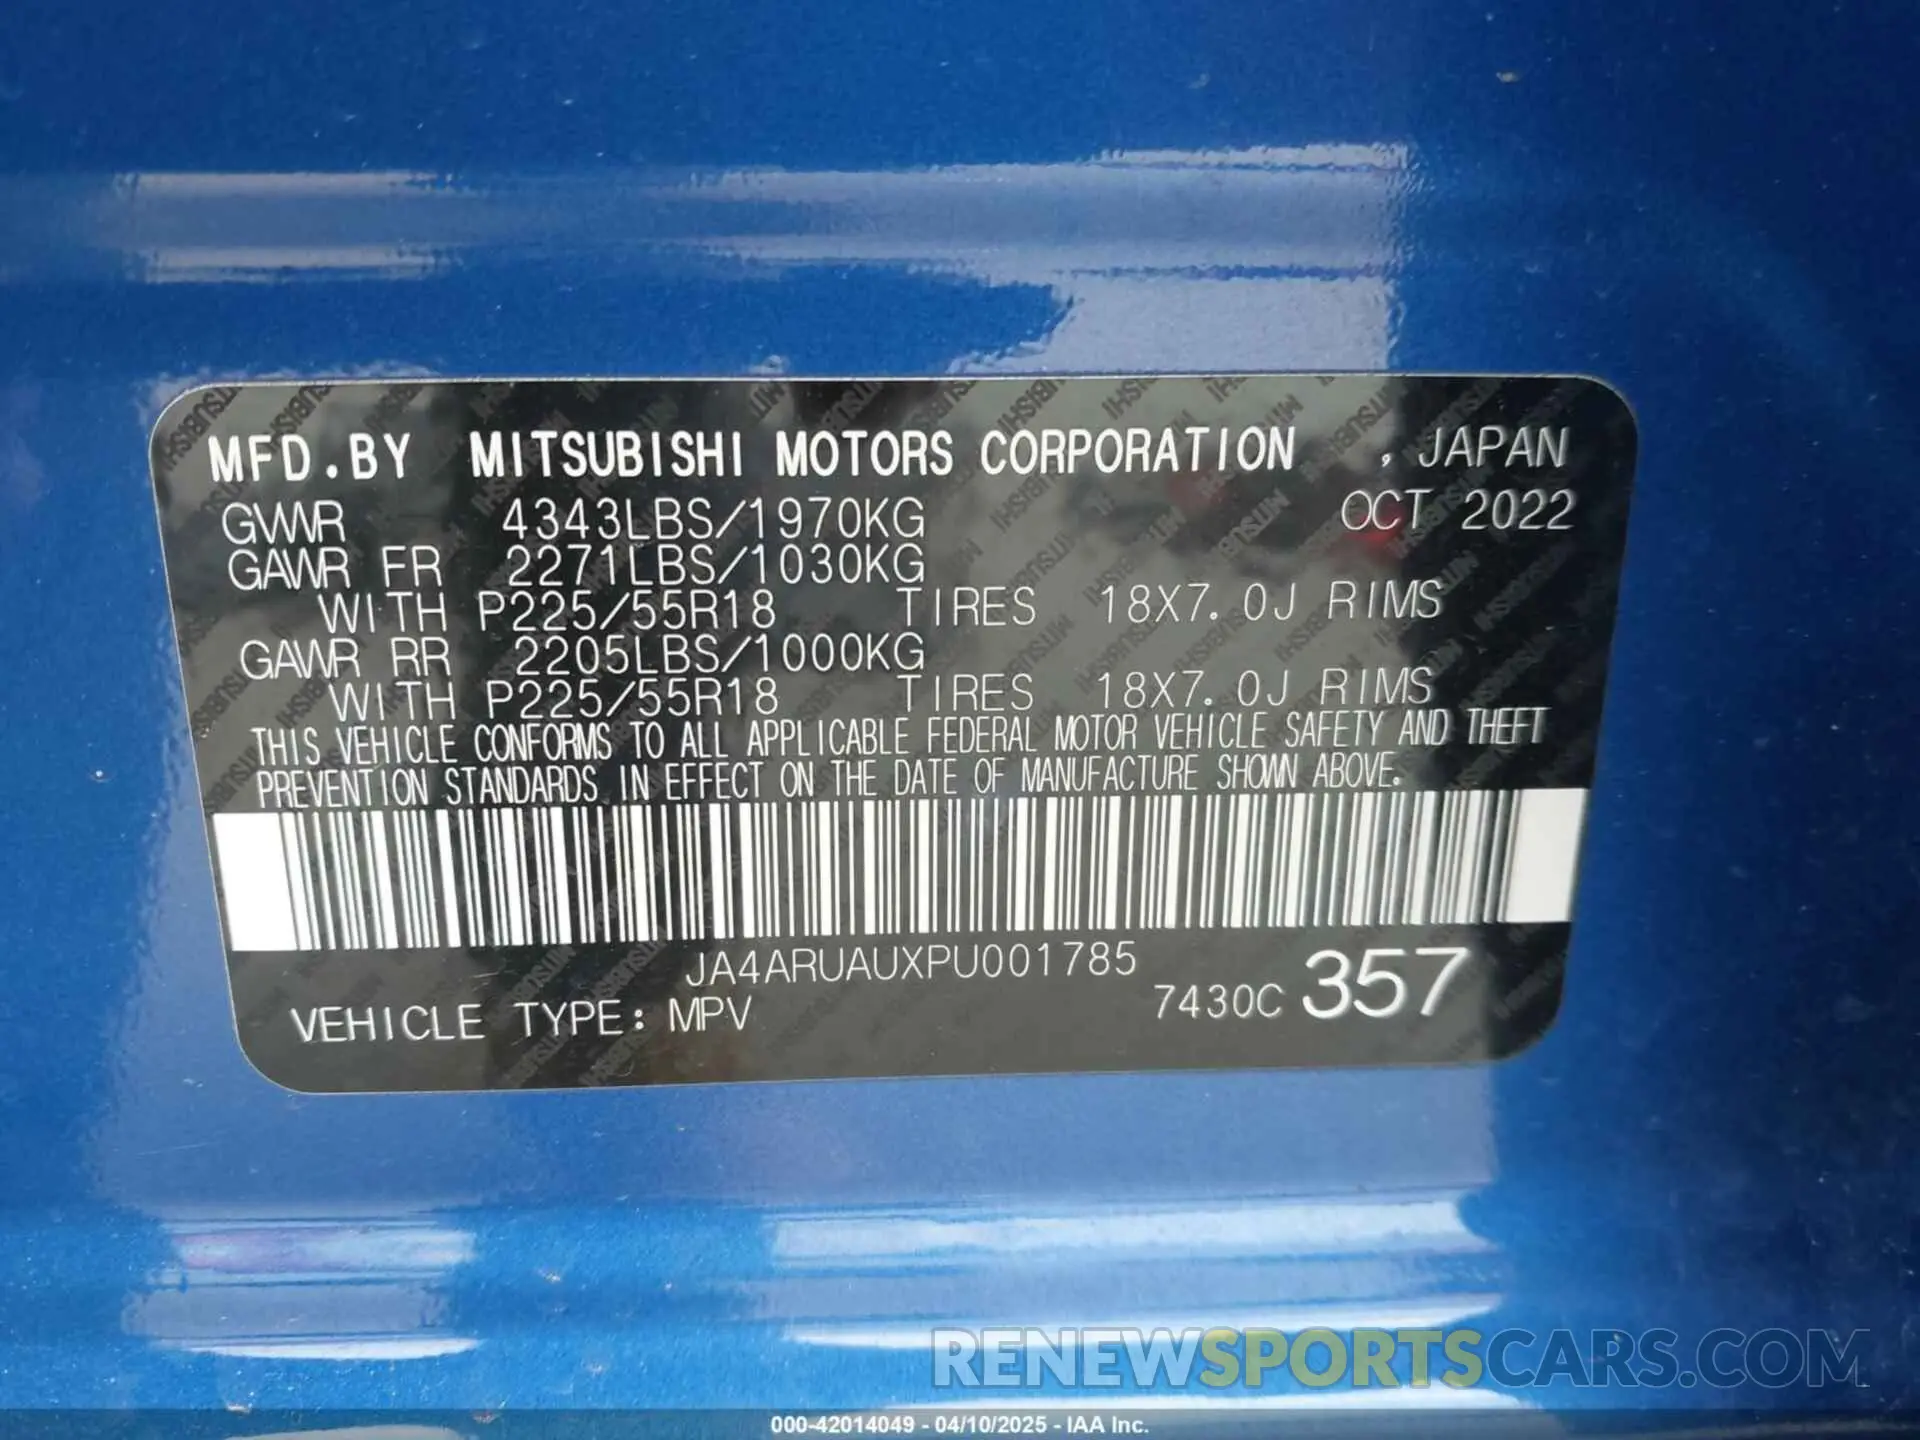 MFD.BY MITSUBISHI MOTORS CORPORATION , JAPAN
GVWR 4343LBS/1970KG OCT 2022
GAWR FR 2271LBS/1030KG
WITH P225/55R18 TIRES 18X7.0J RIMS
GAWR RR 2205LBS/1000KG
WITH P225/55R18 TIRES 18X7.0J RIMS
THIS VEHICLE CONFORMS TO ALL APPLICABLE FEDERAL MOTOR VEHICLE SAFETY AND THEFT
PREVENTION STANDARDS IN EFFECT ON THE DATE OF MANUFACTURE SHOWN ABOVE.
JA4ARUAUXPU001785
VEHICLE TYPE: MPV 7430C 357
RENEWSPORTSCARS.COM
000-42014049 - 04/10/2025 - IAA Inc.